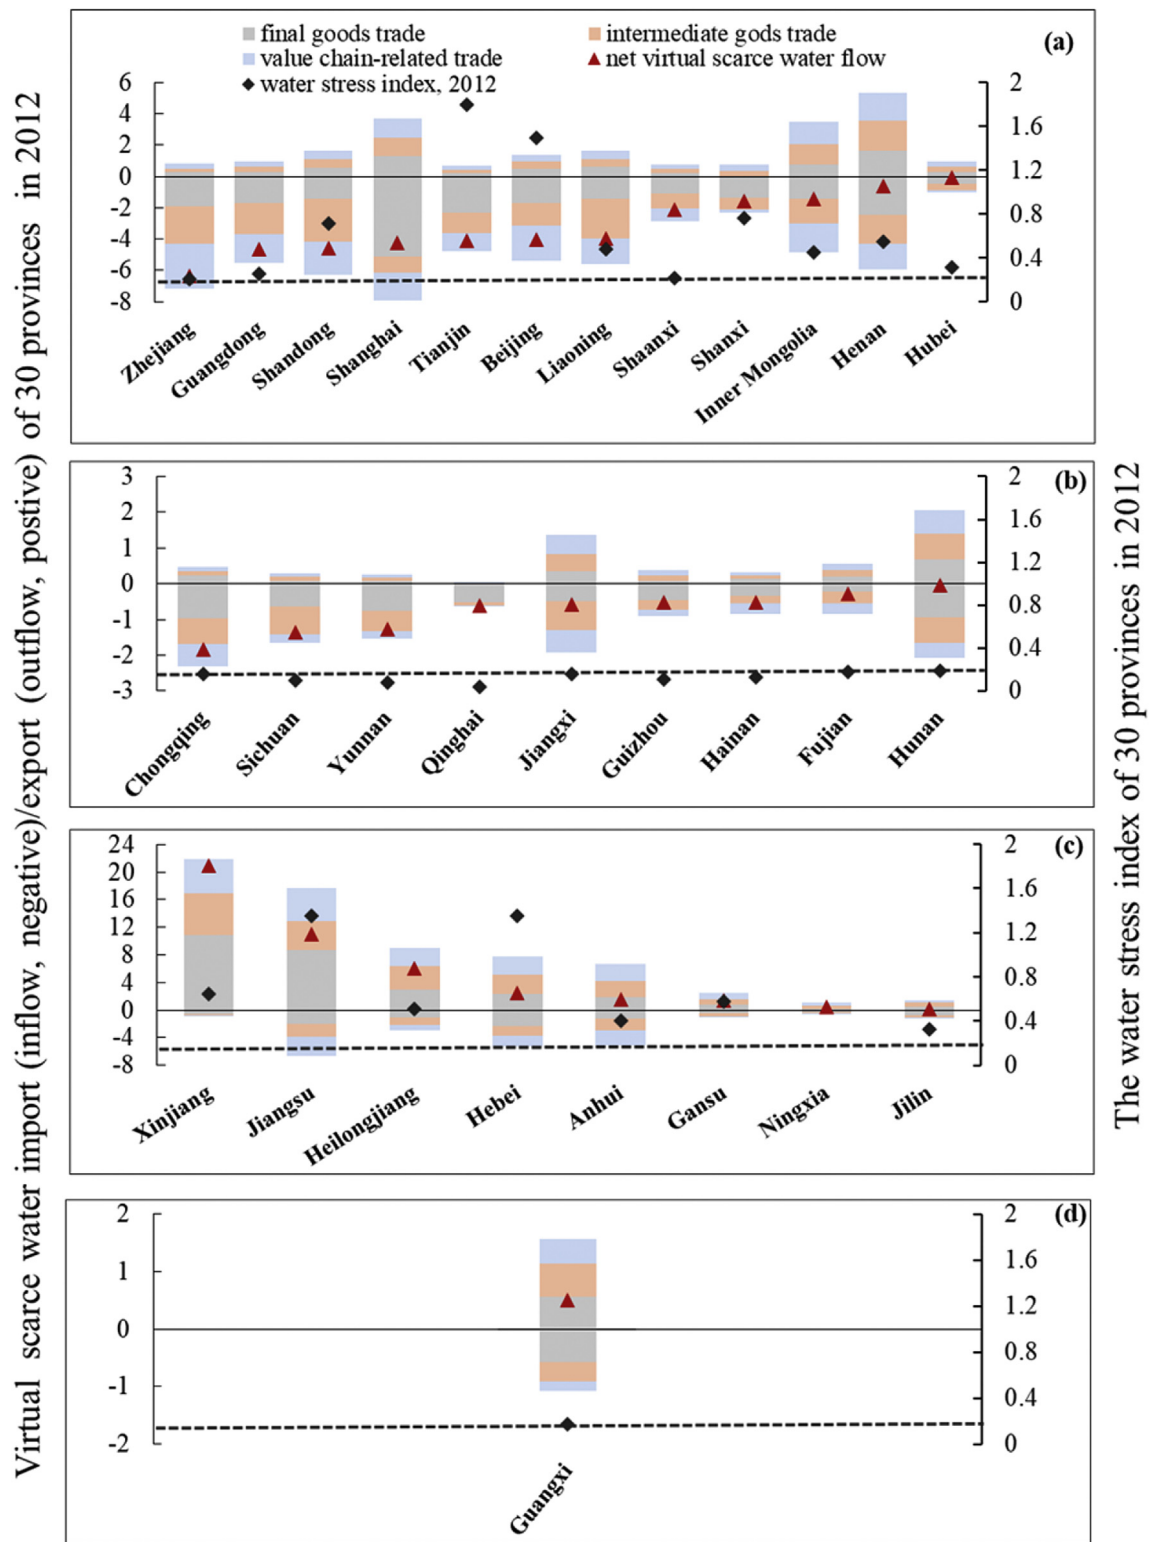 Virtual scarce water import (inflow, negative)/export (outflow, postive) of 30 provinces in 2012
The water stress index of 30 provinces in 2012
final goods trade
intermediate gods trade
value chain-related trade
net virtual scarce water flow
water stress index, 2012
(a)
6
4
2
0
-2
-4
-6
-8
2
1.6
1.2
0.8
0.4
0
Zhejiang
Guangdong
Shandong
Shanghai
Tianjin
Beijing
Liaoning
Shaanxi
Shanxi
Inner Mongolia
Henan
Hubei
(b)
3
2
1
0
-1
-2
-3
2
1.6
1.2
0.8
0.4
0
Chongqing
Sichuan
Yunnan
Qinghai
Jiangxi
Guizhou
Hainan
Fujian
Hunan
(c)
24
20
16
12
8
4
0
-4
-8
2
1.6
1.2
0.8
0.4
0
Xinjiang
Jiangsu
Heilongjiang
Hebei
Anhui
Gansu
Ningxia
Jilin
(d)
2
1
0
-1
-2
2
1.6
1.2
0.8
0.4
0
Guangxi